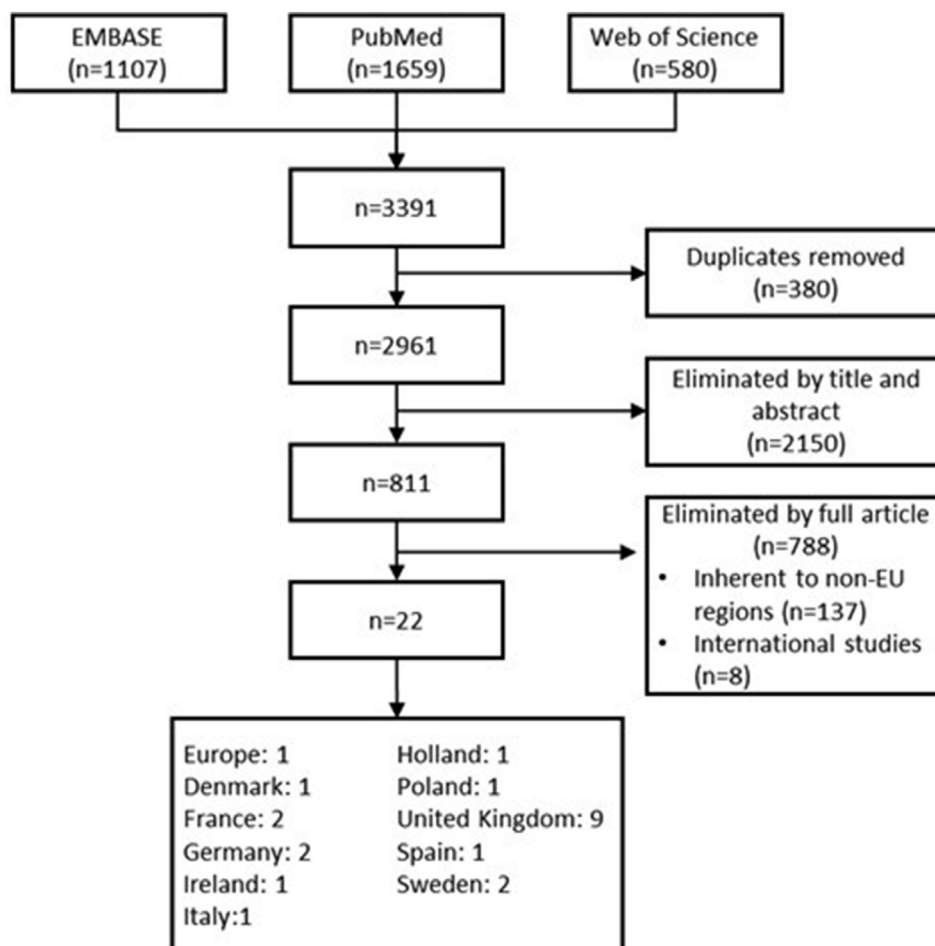 EMBASE
(n=1107)
PubMed
(n=1659)
Web of Science
(n=580)
n=3391
Duplicates removed
(n=380)
n=2961
Eliminated by title and
abstract
(n=2150)
n=811
Eliminated by full article
(n=788)
• Inherent to non-EU
regions (n=137)
• International studies
(n=8)
n=22
Europe: 1
Denmark: 1
France: 2
Germany: 2
Ireland: 1
Italy:1
Holland: 1
Poland: 1
United Kingdom: 9
Spain: 1
Sweden: 2